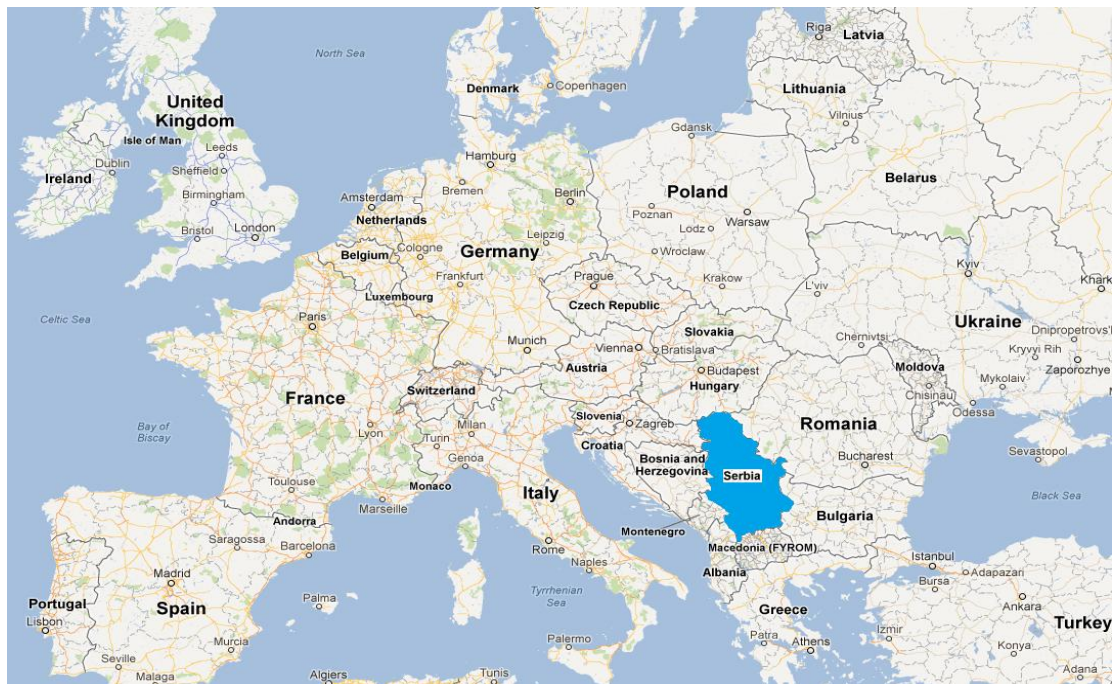 North Sea
Riga
Latvia
Denmark
Copenhagen
Lithuania
Vilnius
United
Kingdom
Isle of Man
Leeds
Dublin
Sheffield
Ireland
Birmingham
Bristol
London
Gdansk
Hamburg
Bremen
Berlin
Amsterdam
Netherlands
Poland
Poznan
Warsaw
Lodz
Belarus
Leipzig
Cologne
Belgium
Germany
Wroclaw
Frankfurt
Luxembourg
Prague
Czech Republic
Krakow
L'viv
Kyiv
Khark
Celtic Sea
Paris
Ukraine
Dnipropetrovs'l
Slovakia
Munich
Vienna
Bratislava
Chernivtsi
Kryvyi Rih
Zaporozhye
Austria
Budapest
Hungary
Moldova
Chisinau
Mykolaiv
Odessa
Switzerland
France
Bay of
Biscay
Lyon
Milan
Turin
Genoa
Slovenia
Zagreb
Croatia
Romania
Bosnia and
Herzegovina
Serbia
Bucharest
Sevastopol
Black Sea
Monaco
Toulouse
Marseille
Italy
Andorra
Montenegro
Bulgaria
Saragossa
Barcelona
Rome
Macedonia (FYROM)
Naples
Albania
Istanbul
Adapazari
Bursa
Ankara
Madrid
Palma
Tyrrhenian
Sea
Portugal
Lisbon
Spain
Greece
Turkey
Murcia
Palermo
Patra
Athens
Izmir
Konya
Seville
Malaga
Algiers
Tunis
Adana